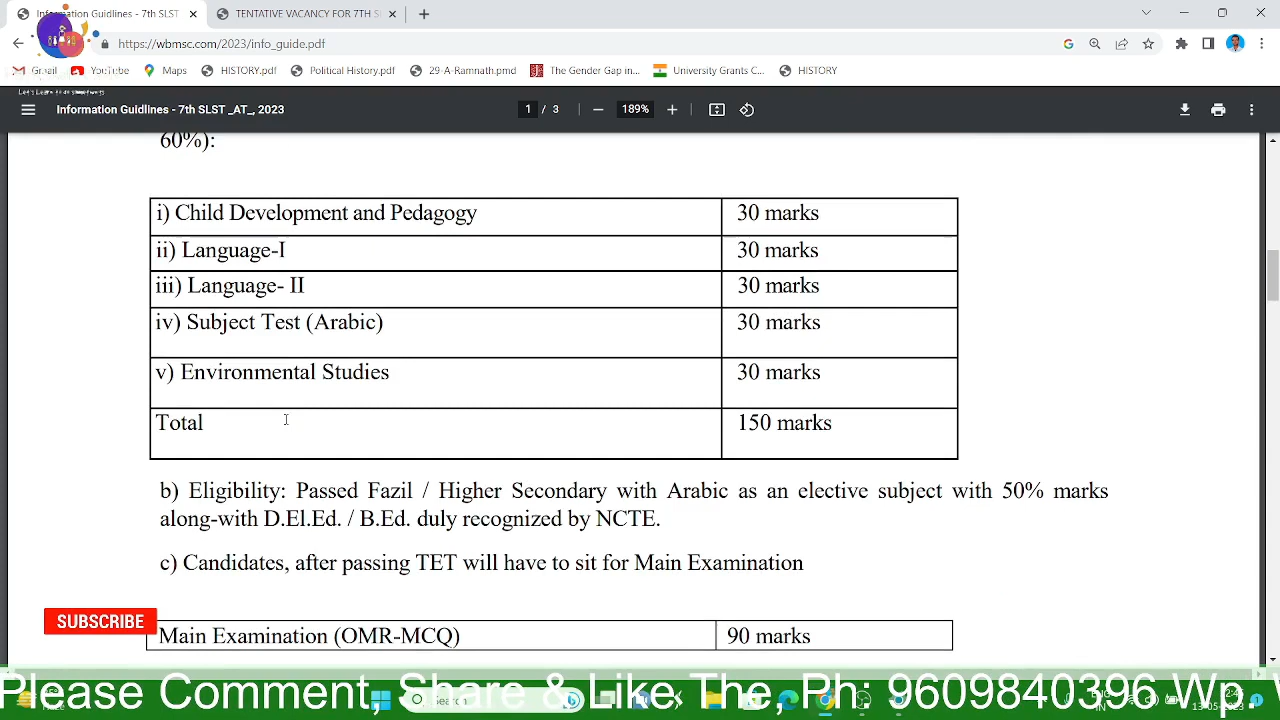 Information Guidlines - 7th SLST
TENTATIVE VACANCY FOR 7TH S
https://wbmsc.com/2023/info_guide.pdf
Gmail
YouTube
Maps
HISTORY.pdf
Political History.pdf
29-A-Ramnath.pmd
The Gender Gap in...
University Grants C...
HISTORY
Information Guidlines - 7th SLST _AT_, 2023
1 / 3
189%
60%):
i) Child Development and Pedagogy 30 marks
ii) Language-I 30 marks
iii) Language- II 30 marks
iv) Subject Test (Arabic) 30 marks
v) Environmental Studies 30 marks
Total 150 marks
b) Eligibility: Passed Fazil / Higher Secondary with Arabic as an elective subject with 50% marks
along-with D.El.Ed. / B.Ed. duly recognized by NCTE.
c) Candidates, after passing TET will have to sit for Main Examination
SUBSCRIBE
Main Examination (OMR-MCQ) 90 marks
Please Comment, Share & Like The, Ph: 9609840396 Wp
Search
13-05-2023